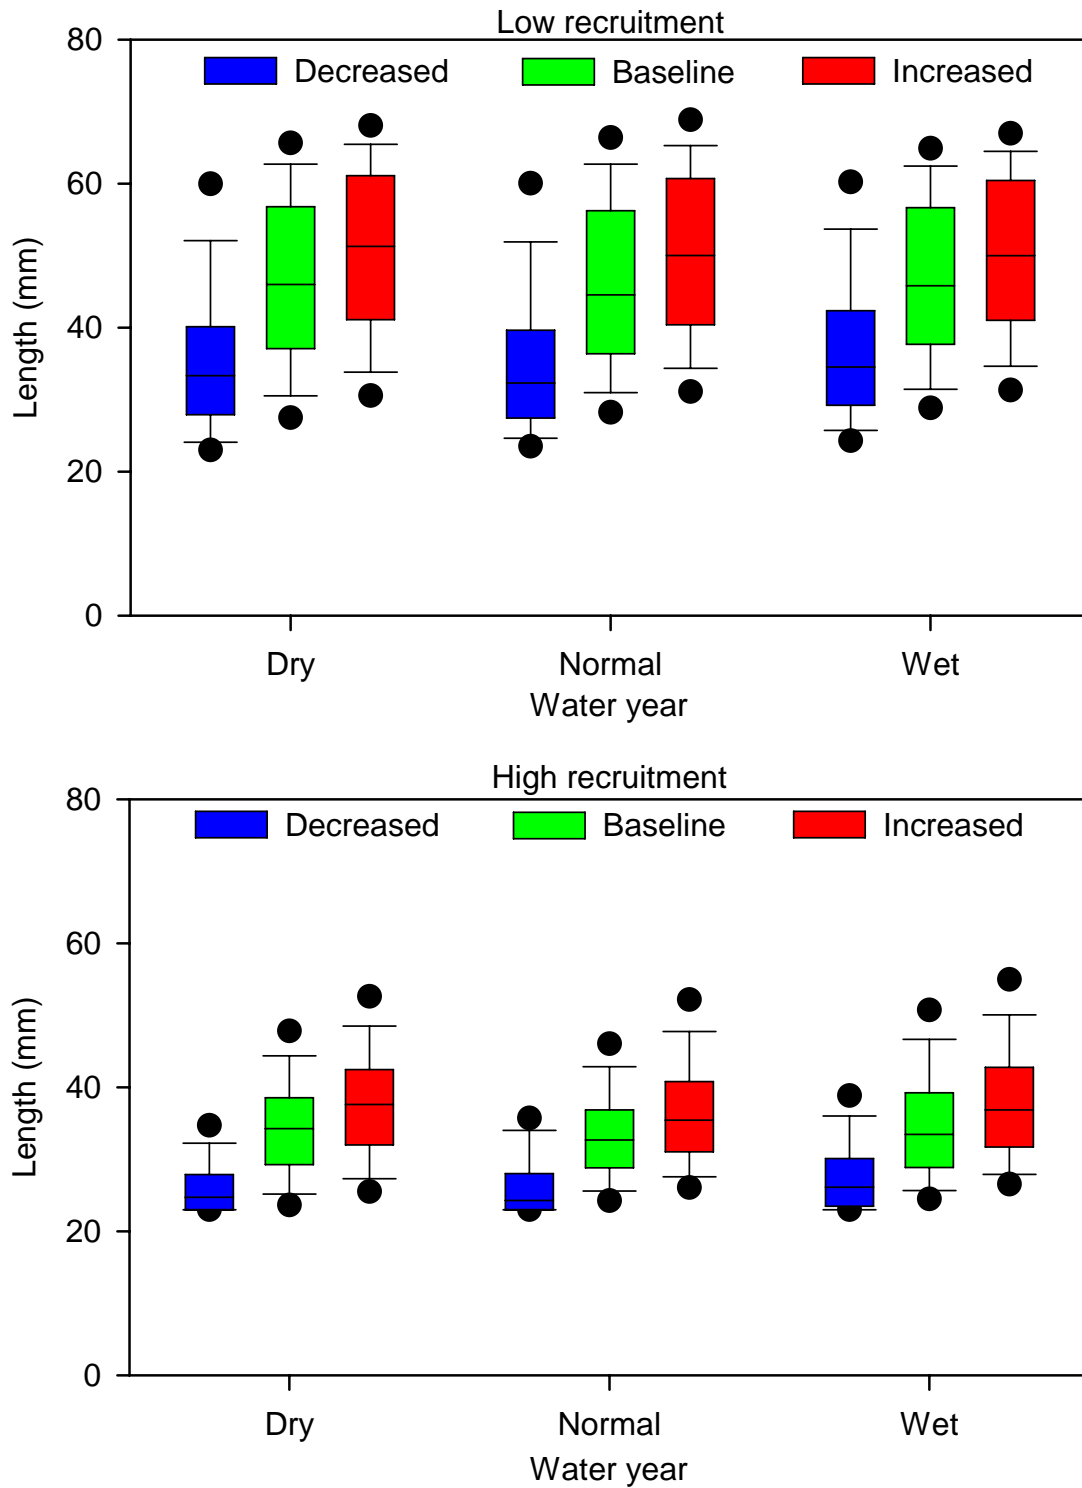 Low recruitment
80
Decreased Baseline Increased
60
40
20
0
Length (mm)
Dry Normal Wet
Water year
High recruitment
80
Decreased Baseline Increased
60
40
20
0
Length (mm)
Dry Normal Wet
Water year